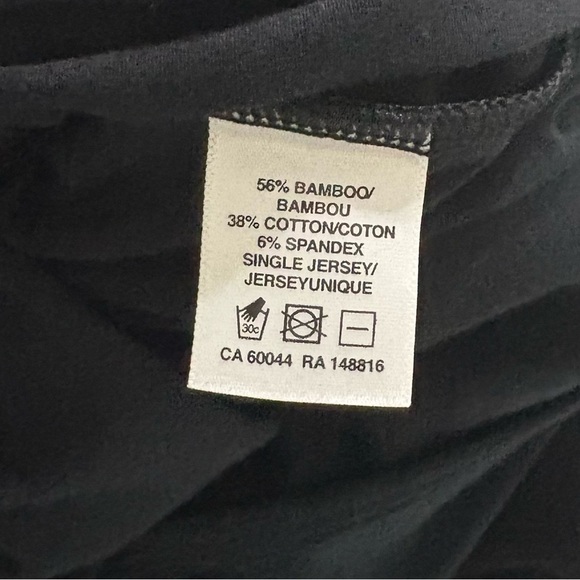 56% BAMBOO/
BAMBOU
38% COTTON/COTON
6% SPANDEX
SINGLE JERSEY/
JERSEYUNIQUE
30c
CA 60044 RA 148816